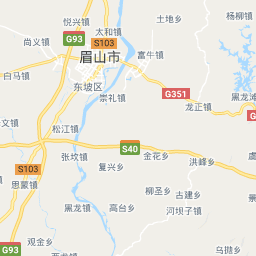 土地乡
杨柳镇
悦兴镇
太和镇
尚义镇
G93
S103
富牛镇
眉山市
白马镇
东坡区
G351
崇礼镇
黑龙滩
龙正镇
松江镇
S40
张坎镇
金花乡
复兴乡
洪峰乡
S103
思蒙镇
柳圣乡
古建乡
黑龙镇
高台乡
河坝子镇
观金乡
G93
西龙镇
乌抛乡